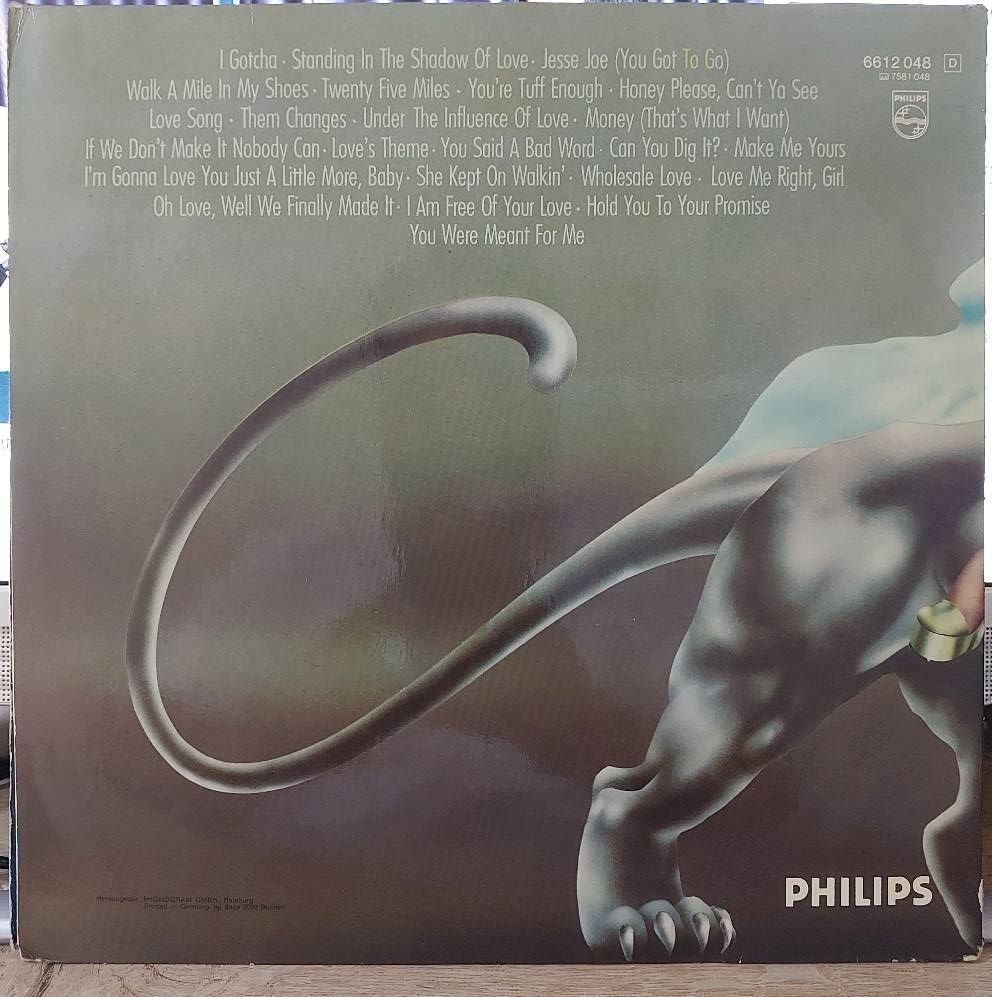 I Gotcha · Standing In The Shadow Of Love · Jesse Joe (You Got To Go)
Walk A Mile In My Shoes · Twenty Five Miles · You're Tuff Enough · Honey Please, Can't Ya See
Love Song · Them Changes · Under The Influence Of Love · Money (That's What I Want)
If We Don't Make It Nobody Can · Love's Theme · You Said A Bad Word · Can You Dig It? · Make Me Yours
I'm Gonna Love You Just A Little More, Baby · She Kept On Walkin' · Wholesale Love · Love Me Right, Girl
Oh Love, Well We Finally Made It · I Am Free Of Your Love · Hold You To Your Promise
You Were Meant For Me
6612 048 D
7581 048
PHILIPS
PHILIPS
Herausgeber: PHONOGRAM GMBH, Hamburg
Printed — Germany by